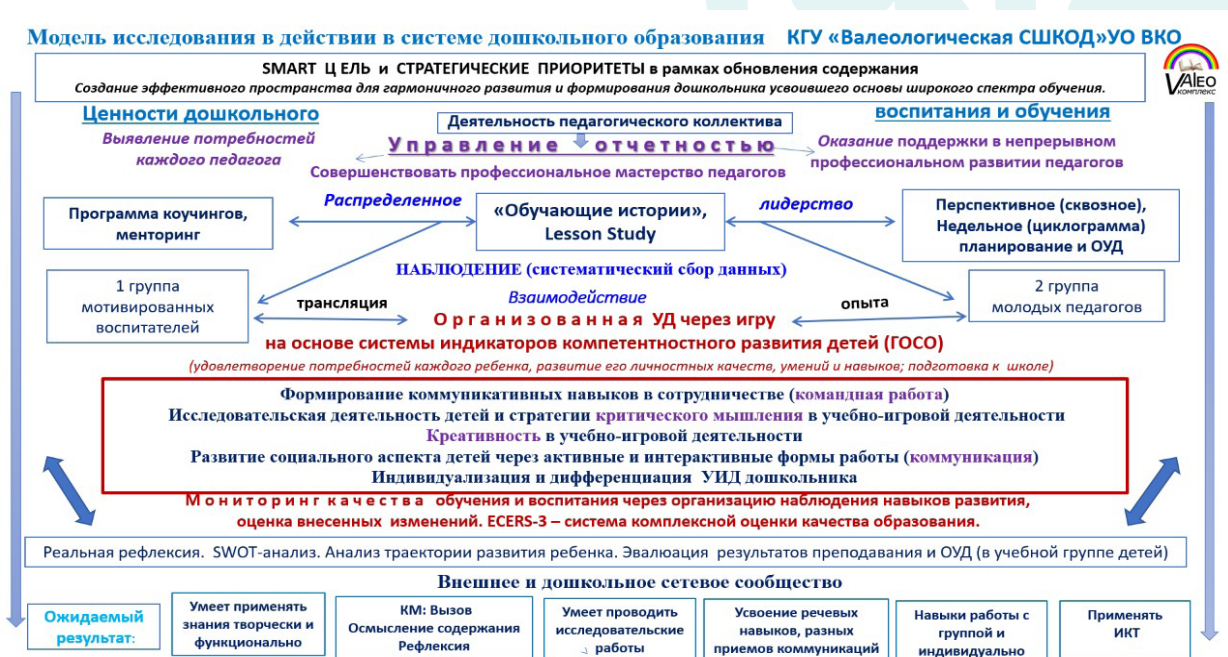 Модель исследования в действии в системе дошкольного образования КГУ «Валеологическая СШКОД»УО ВКО
SMART Ц ЕЛЬ и СТРАТЕГИЧЕСКИЕ ПРИОРИТЕТЫ в рамках обновления содержания
Создание эффективного пространства для гармоничного развития и формирования дошкольника усвоившего основы широкого спектра обучения.
VAlEO
КОМПЛЕКС
Ценности дошкольного
воспитания и обучения
Деятельность педагогического коллектива
Выявление потребностей
каждого педагога
У п р а в л е н и е о т ч е т н о с т ь ю
Оказание поддержки в непрерывном
профессиональном развитии педагогов
Совершенствовать профессиональное мастерство педагогов
Программа коучингов,
менторинг
Распределенное
«Обучающие истории»,
Lesson Study
лидерство
Перспективное (сквозное),
Недельное (циклограмма)
планирование и ОУД
НАБЛЮДЕНИЕ (систематический сбор данных)
1 группа
мотивированных
воспитателей
трансляция
Взаимодействие
опыта
2 группа
молодых педагогов
О р г а н и з о в а н н а я УД через игру
на основе системы индикаторов компетентностного развития детей (ГОСО)
(удовлетворение потребностей каждого ребенка, развитие его личностных качеств, умений и навыков; подготовка к школе)
Формирование коммуникативных навыков в сотрудничестве (командная работа)
Исследовательская деятельность детей и стратегии критического мышления в учебно-игровой деятельности
Креативность в учебно-игровой деятельности
Развитие социального аспекта детей через активные и интерактивные формы работы (коммуникация)
Индивидуализация и дифференциация УИД дошкольника
М о н и т о р и н г к а ч е с т в а обучения и воспитания через организацию наблюдения навыков развития,
оценка внесенных изменений. ECERS-3 – система комплексной оценки качества образования.
Реальная рефлексия. SWOT-анализ. Анализ траектории развития ребенка. Эвалюация результатов преподавания и ОУД (в учебной группе детей)
Внешнее и дошкольное сетевое сообщество
Ожидаемый
результат:
Умеет применять
знания творчески и
функционально
КМ: Вызов
Осмысление содержания
Рефлексия
Умеет проводить
исследовательские
работы
Усвоение речевых
навыков, разных
приемов коммуникаций
Навыки работы с
группой и
индивидуально
Применять
ИКТ